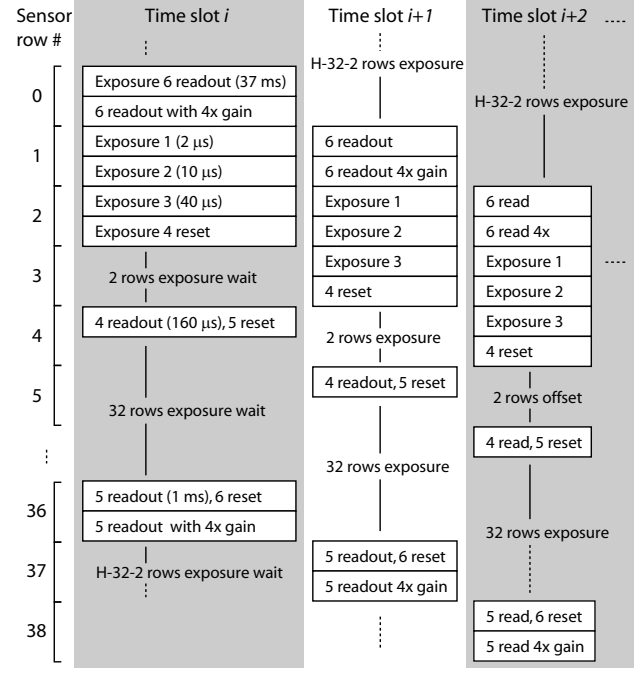 Sensor
row #
0
1
2
3
4
5
36
37
38
Time slot i
Exposure 6 readout (37 ms)
6 readout with 4x gain
Exposure 1 (2 μs)
Exposure 2 (10 μs)
Exposure 3 (40 μs)
Exposure 4 reset
2 rows exposure wait
4 readout (160 μs), 5 reset
32 rows exposure wait
5 readout (1 ms), 6 reset
5 readout with 4x gain
H-32-2 rows exposure wait
Time slot i+1
H-32-2 rows exposure
6 readout
6 readout 4x gain
Exposure 1
Exposure 2
Exposure 3
4 reset
2 rows exposure
4 readout, 5 reset
32 rows exposure
5 readout, 6 reset
5 readout 4x gain
Time slot i+2 ....
H-32-2 rows exposure
6 read
6 read 4x
Exposure 1
Exposure 2
Exposure 3
4 reset
2 rows offset
4 read, 5 reset
32 rows exposure
5 read, 6 reset
5 read 4x gain
....